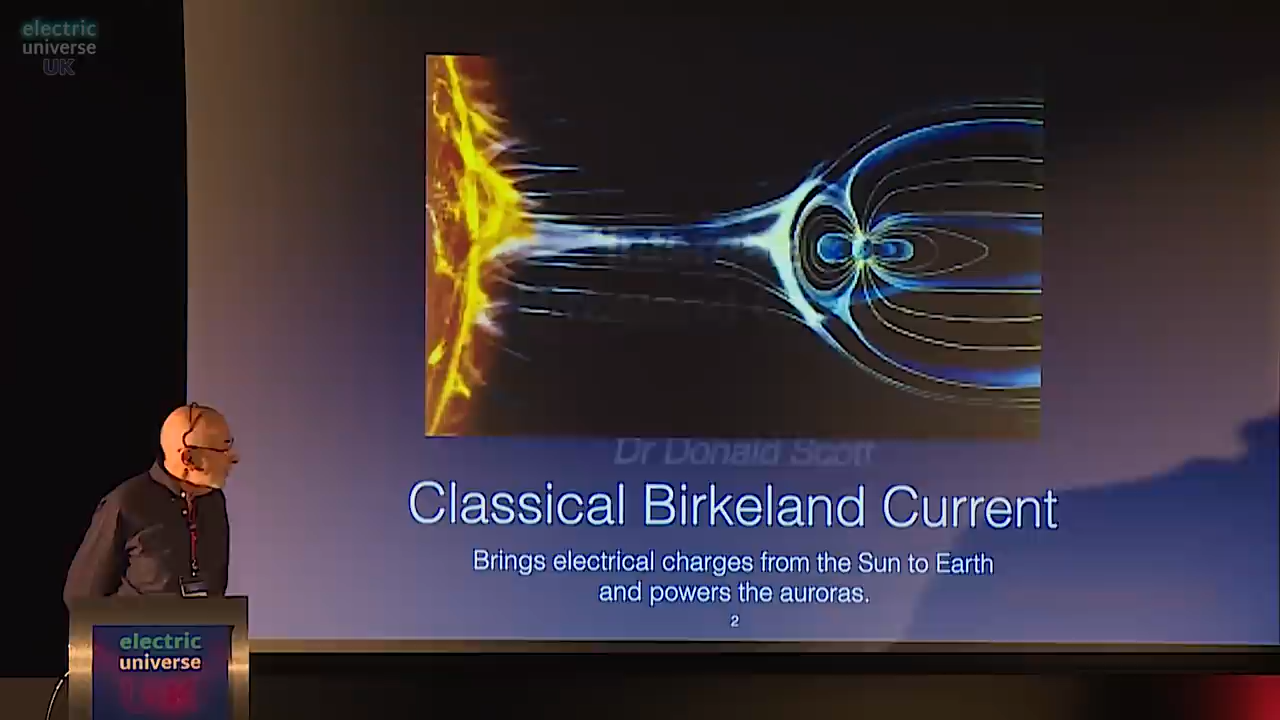 electric
universe
UK
Dr Donald Scott
Classical Birkeland Current
Brings electrical charges from the Sun to Earth
and powers the auroras.
2
electric
universe